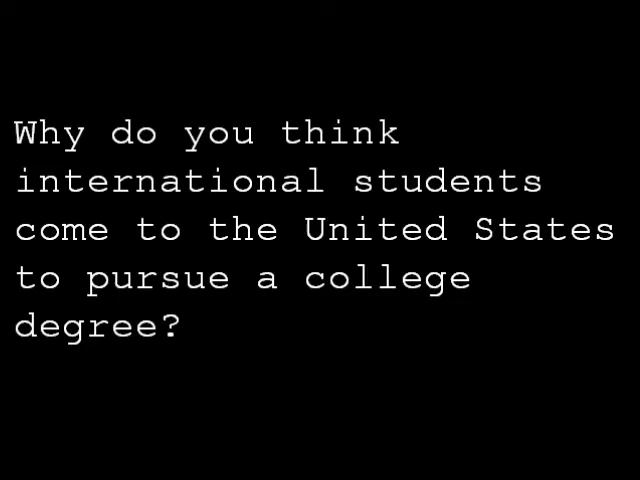 Why do you think
international students
come to the United States
to pursue a college
degree?